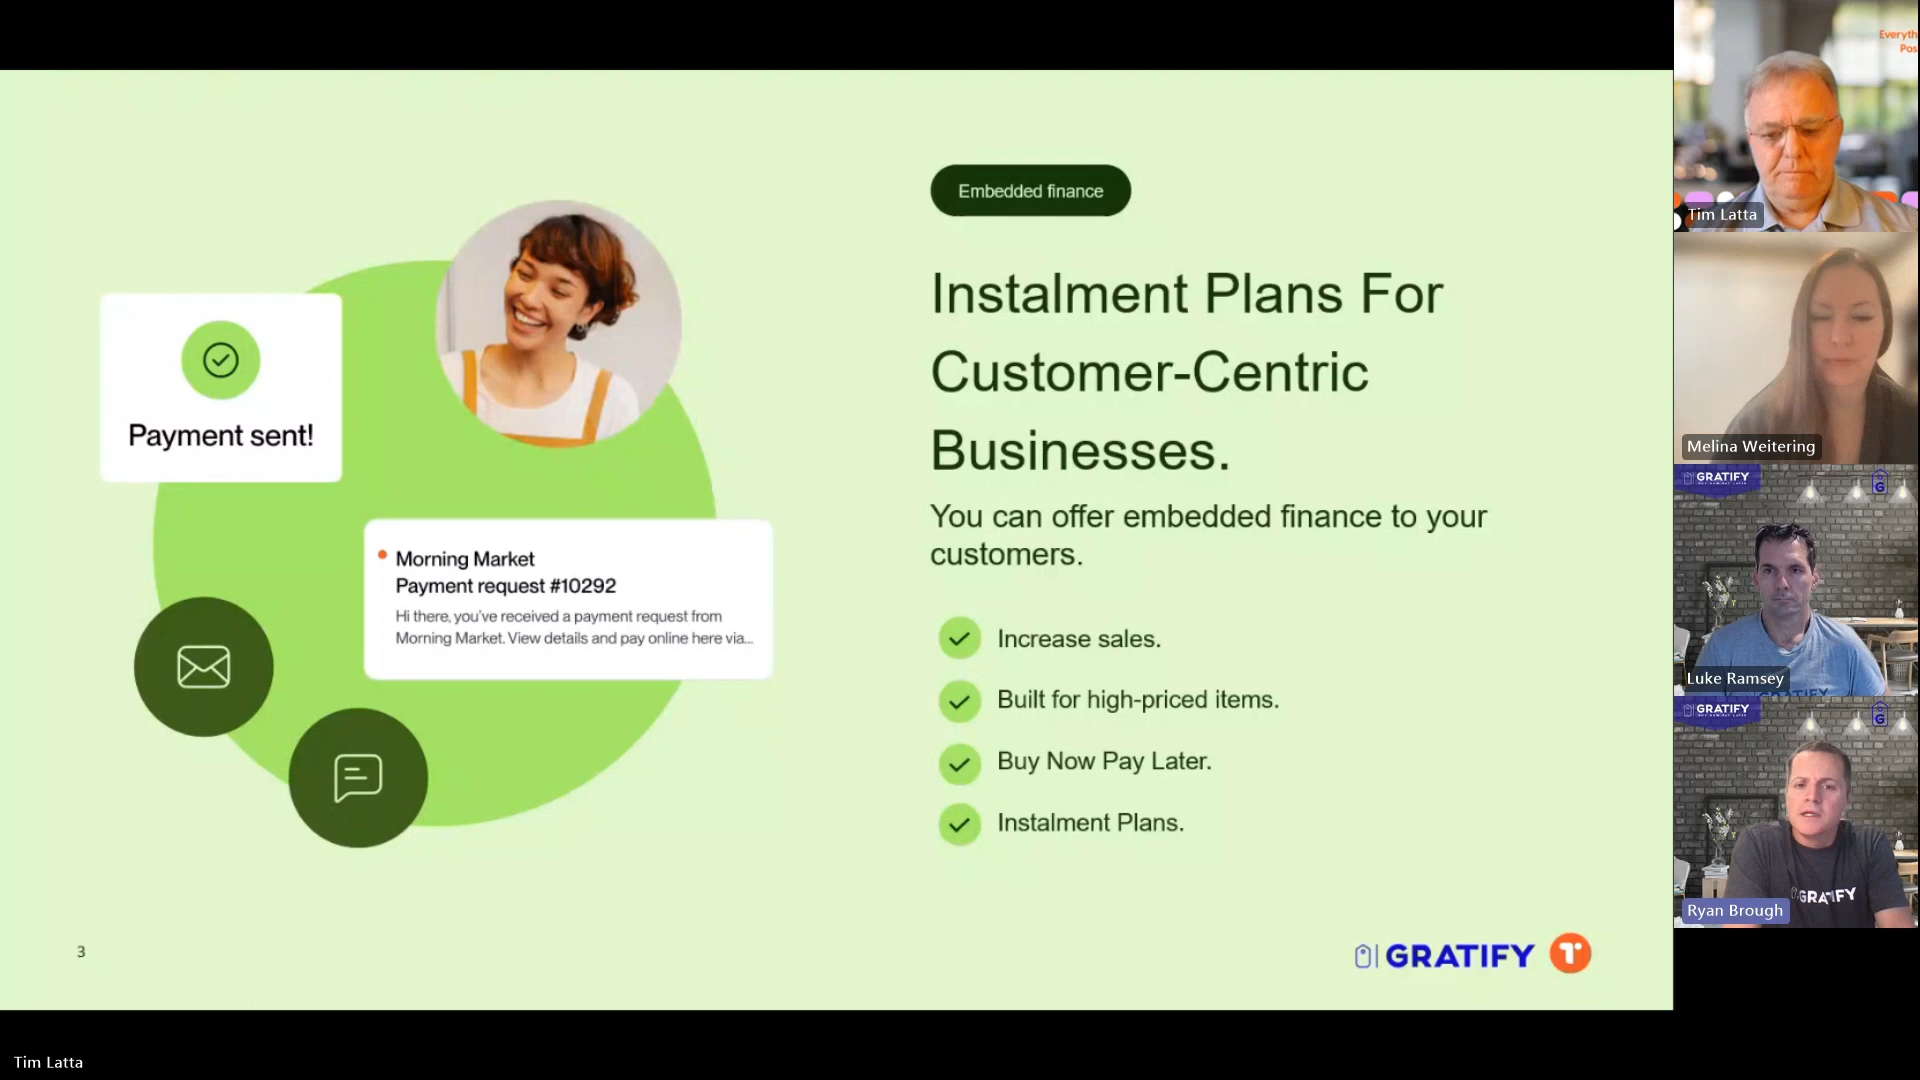 Embedded finance
Instalment Plans For
Customer-Centric
Businesses.
You can offer embedded finance to your
customers.
Increase sales.
Built for high-priced items.
Buy Now Pay Later.
Instalment Plans.
Payment sent!
Morning Market
Payment request #10292
Hi there, you've received a payment request from
Morning Market. View details and pay online here via...
3
GRATIFY
Tim Latta
Tim Latta
Melina Weitering
GRATIFY
G
Luke Ramsey
GRATIFY
GRATIFY
G
GRATIFY
Ryan Brough